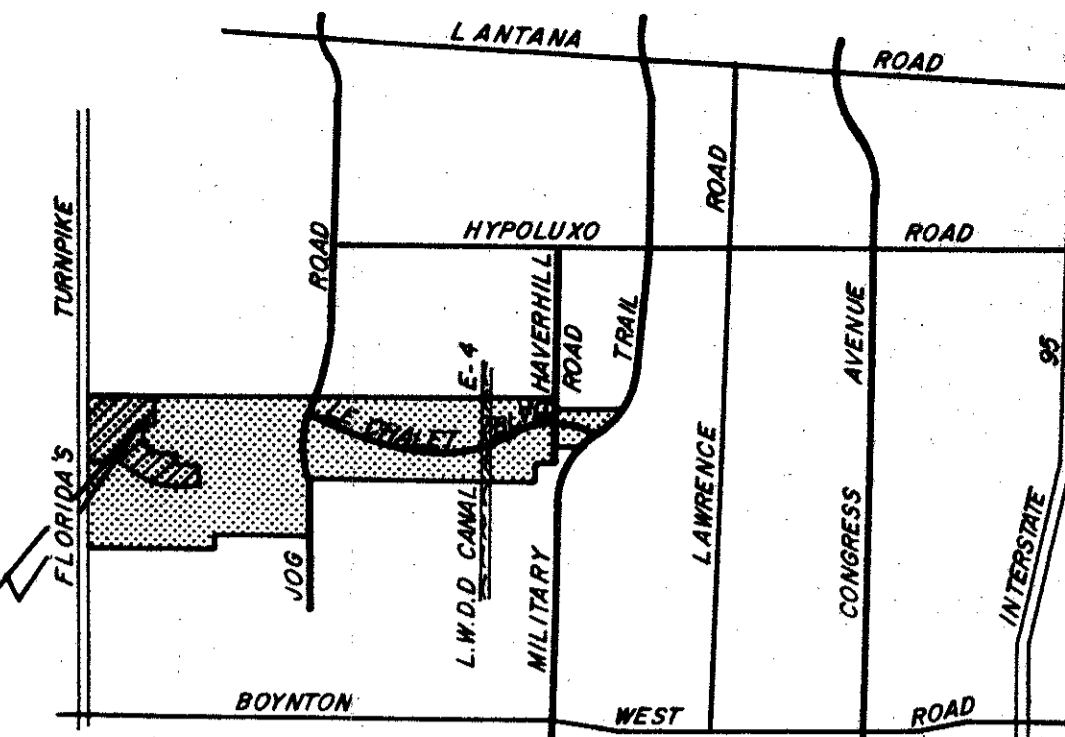 LANTANA ROAD
HYPOLUXO ROAD
FLORIDA'S TURNPIKE
JOG ROAD
HAVERHILL
ROAD
MILITARY TRAIL
LAWRENCE ROAD
CONGRESS AVENUE
INTERSTATE 95
LE CHALET BLVD
L.W.D.D CANAL E-4
BOYNTON WEST ROAD